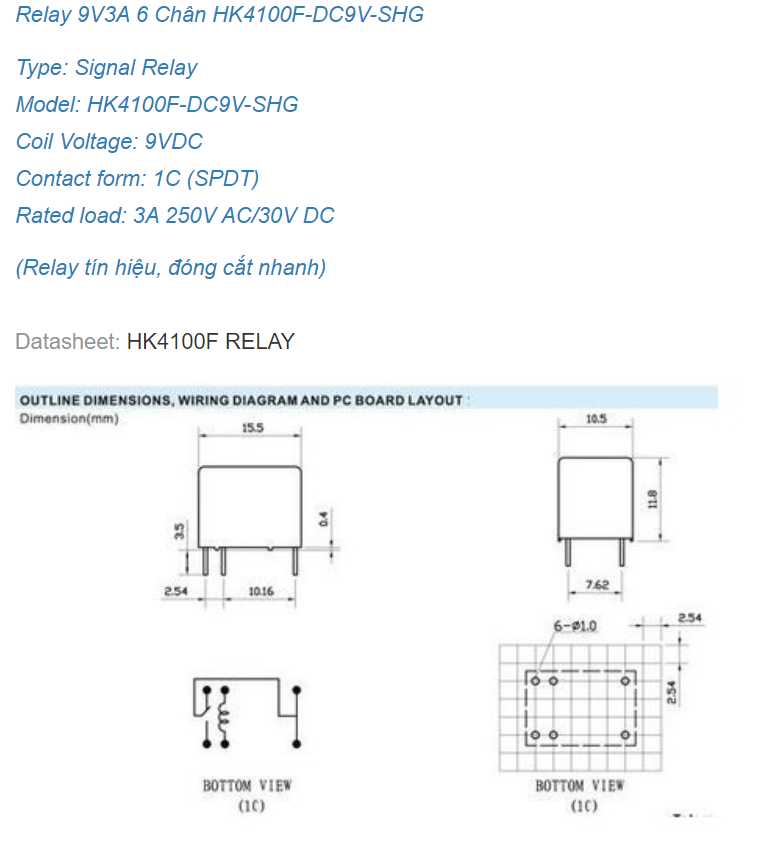 Relay 9V3A 6 Chân HK4100F-DC9V-SHG
Type: Signal Relay
Model: HK4100F-DC9V-SHG
Coil Voltage: 9VDC
Contact form: 1C (SPDT)
Rated load: 3A 250V AC/30V DC
(Relay tín hiệu, đóng cắt nhanh)
Datasheet: HK4100F RELAY
OUTLINE DIMENSIONS, WIRING DIAGRAM AND PC BOARD LAYOUT :
Dimension(mm)
15.5
10.5
3.5
0.4
11.8
2.54
10.16
7.62
6-Ø1.0
2.54
2.54
BOTTOM VIEW
(1C)
BOTTOM VIEW
(1C)